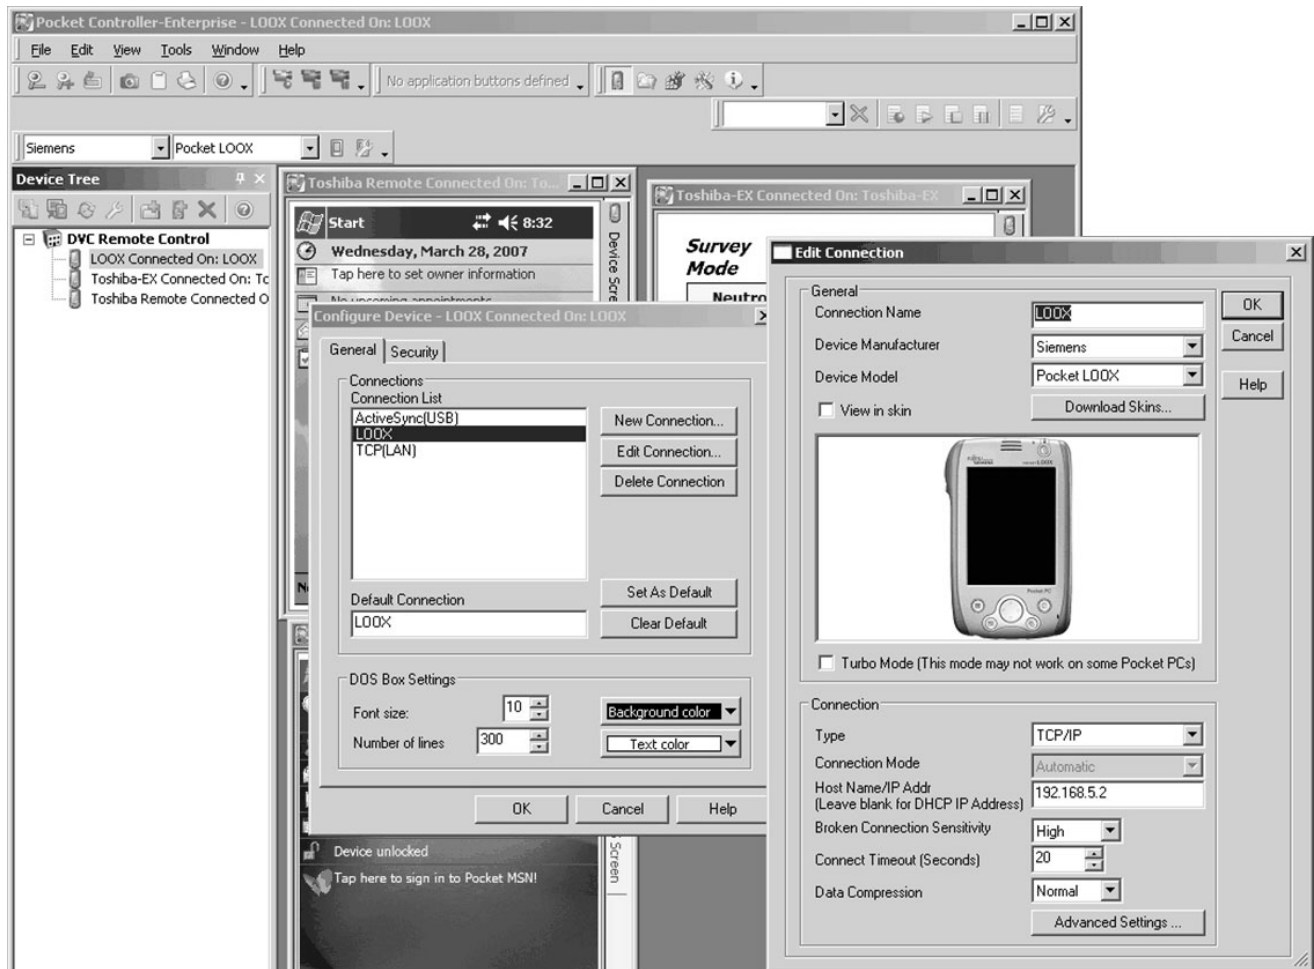 Pocket Controller-Enterprise - LOOX Connected On: LOOX
File Edit View Tools Window Help
No application buttons defined
Siemens Pocket LOOX
Device Tree
DVC Remote Control
LOOX Connected On: LOOX
Toshiba-EX Connected On: To
Toshiba Remote Connected O
Toshiba Remote Connected On: To...
Start 8:32
Wednesday, March 28, 2007
Tap here to set owner information
No upcoming appointments
Device Scre
Toshiba-EX Connected On: Toshiba-EX
Survey
Mode
Neutro
Configure Device - LOOX Connected On: LOOX
General Security
Connections
Connection List
ActiveSync(USB)
LOOX
TCP(LAN)
New Connection...
Edit Connection...
Delete Connection
Default Connection
LOOX
Set As Default
Clear Default
DOS Box Settings
Font size: 10 Background color
Number of lines 300 Text color
OK Cancel Help
Device unlocked
Tap here to sign in to Pocket MSN!
Screen
Edit Connection
General
Connection Name LOOX
Device Manufacturer Siemens
Device Model Pocket LOOX
View in skin Download Skins...
OK
Cancel
Help
Pocket PC
Turbo Mode (This mode may not work on some Pocket PCs)
Connection
Type TCP/IP
Connection Mode Automatic
Host Name/IP Addr
(Leave blank for DHCP IP Address) 192.168.5.2
Broken Connection Sensitivity High
Connect Timeout (Seconds) 20
Data Compression Normal
Advanced Settings ...